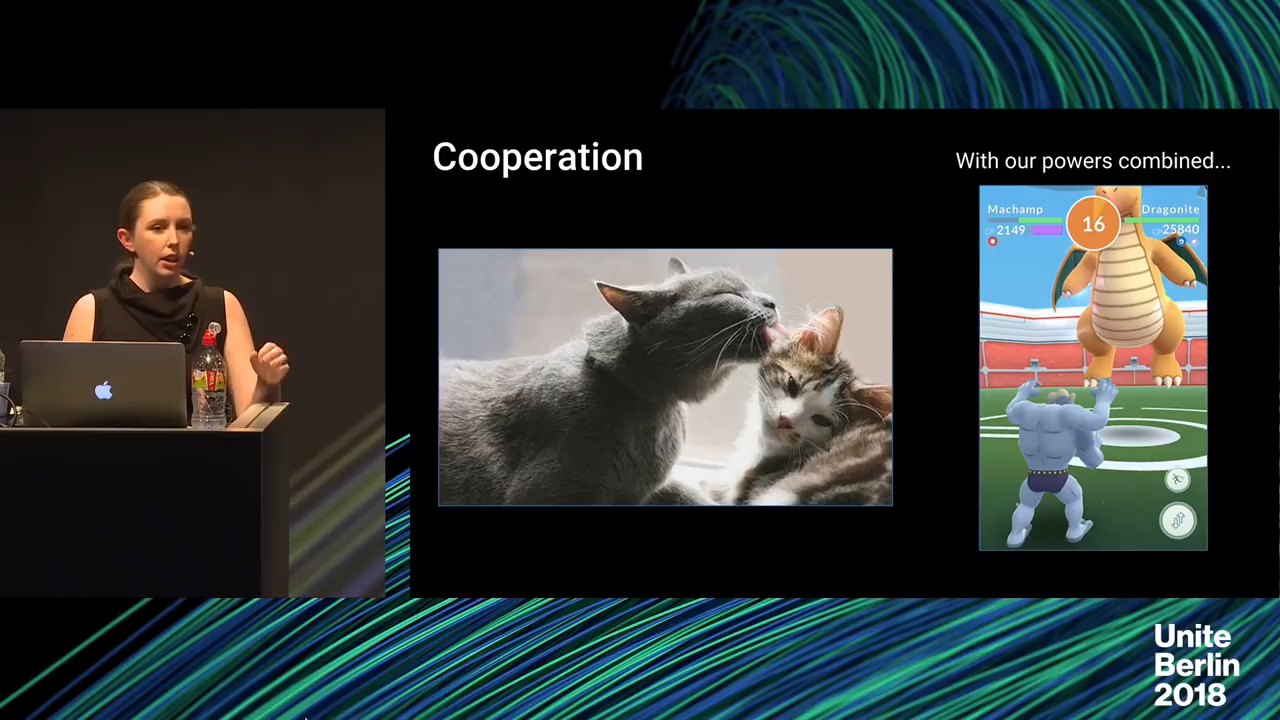 Cooperation
With our powers combined...
Machamp
16
Dragonite
CP 2149
CP 25840
Unite
Berlin
2018